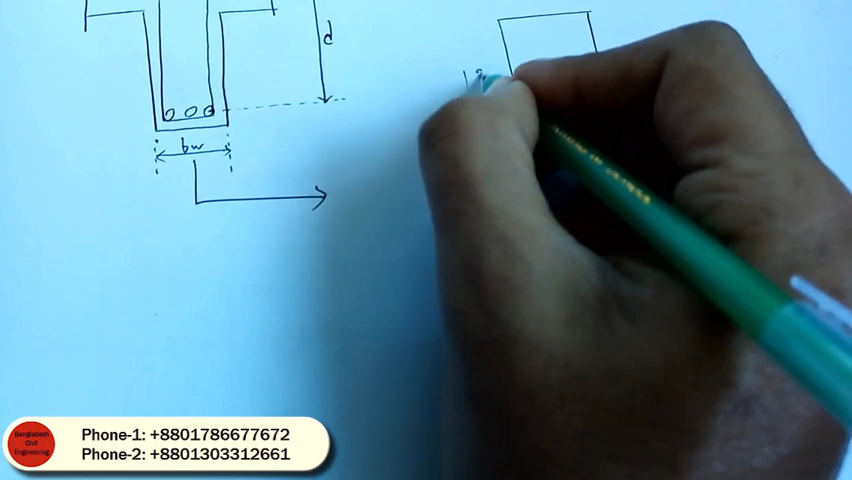 d
bw
Bangladesh
Civil
Engineering
Phone-1: +8801786677672
Phone-2: +8801303312661